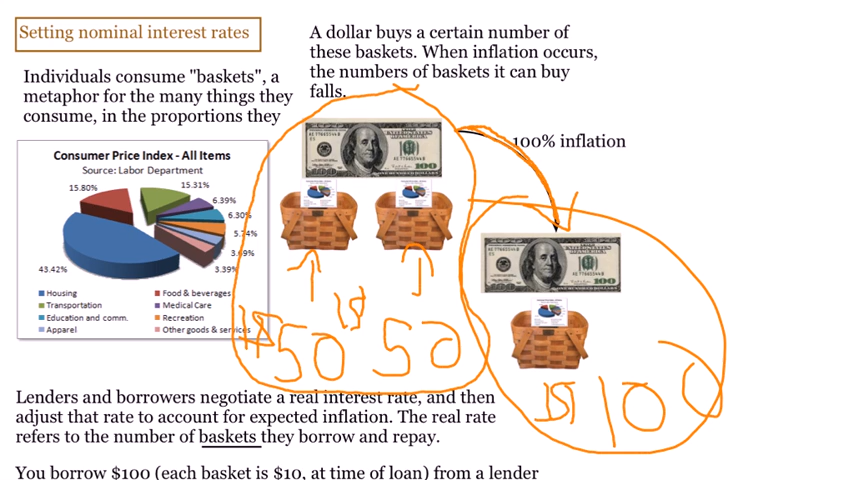 Setting nominal interest rates
A dollar buys a certain number of
these baskets. When inflation occurs,
the numbers of baskets it can buy
falls.
Individuals consume "baskets", a
metaphor for the many things they
consume, in the proportions they
100% inflation
Consumer Price Index - All Items
Source: Labor Department
15.80%
15.31%
6.39%
6.30%
5.74%
3.69%
3.39%
43.42%
Housing
Food & beverages
Transportation
Medical Care
Education and comm.
Recreation
Apparel
Other goods & services
100
100
$50 $50
$100
Lenders and borrowers negotiate a real interest rate, and then
adjust that rate to account for expected inflation. The real rate
refers to the number of baskets they borrow and repay.
You borrow $100 (each basket is $10, at time of loan) from a lender